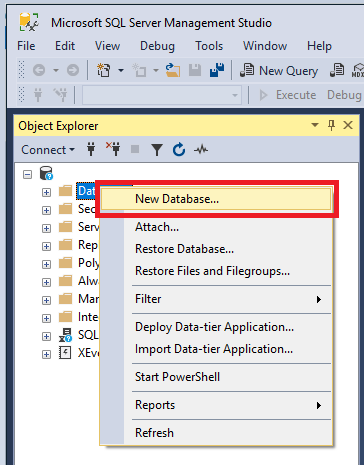 Microsoft SQL Server Management Studio
File Edit View Debug Tools Window Help
New Query
Execute Debug
Object Explorer
Connect
Dat
New Database...
Sec
Attach...
Serv
Restore Database...
Rep
Poly
Restore Files and Filegroups...
Alwa
Filter
Man
Inte
Deploy Data-tier Application...
SQL
Import Data-tier Application...
XEve
Start PowerShell
Reports
Refresh